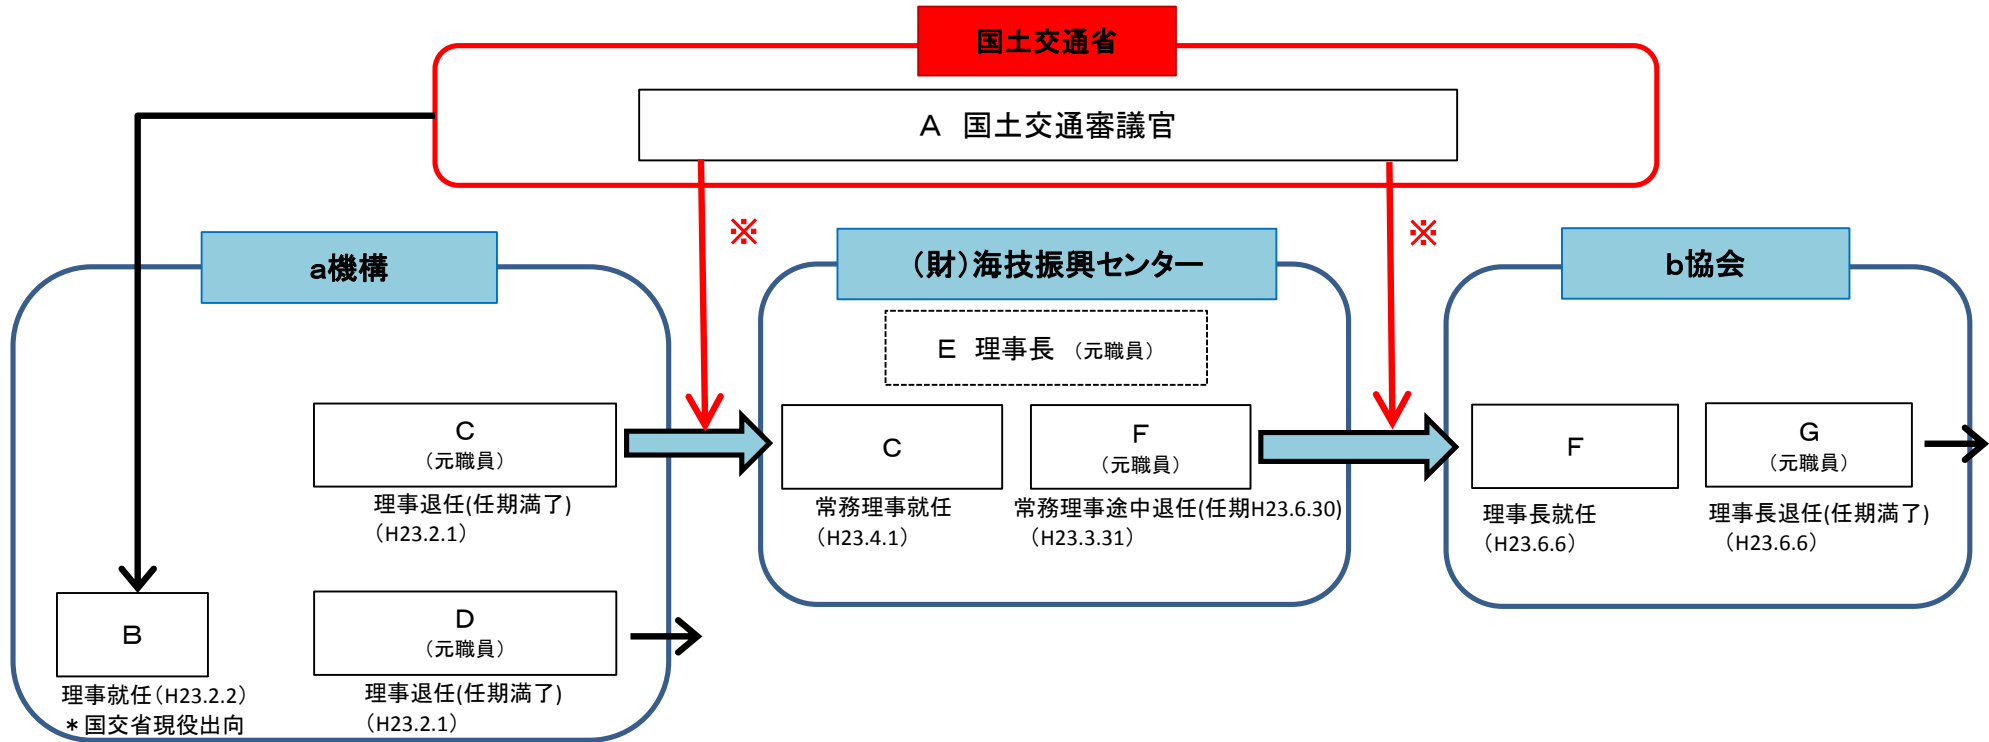 国土交通省
A 国土交通審議官
※
※
a機構
(財)海技振興センター
b協会
E 理事長 (元職員)
C
(元職員)
理事退任(任期満了)
(H23.2.1)
C
常務理事就任
(H23.4.1)
F
(元職員)
常務理事途中退任(任期H23.6.30)
(H23.3.31)
F
理事長就任
(H23.6.6)
G
(元職員)
理事長退任(任期満了)
(H23.6.6)
B
理事就任(H23.2.2)
*国交省現役出向
D
(元職員)
理事退任(任期満了)
(H23.2.1)